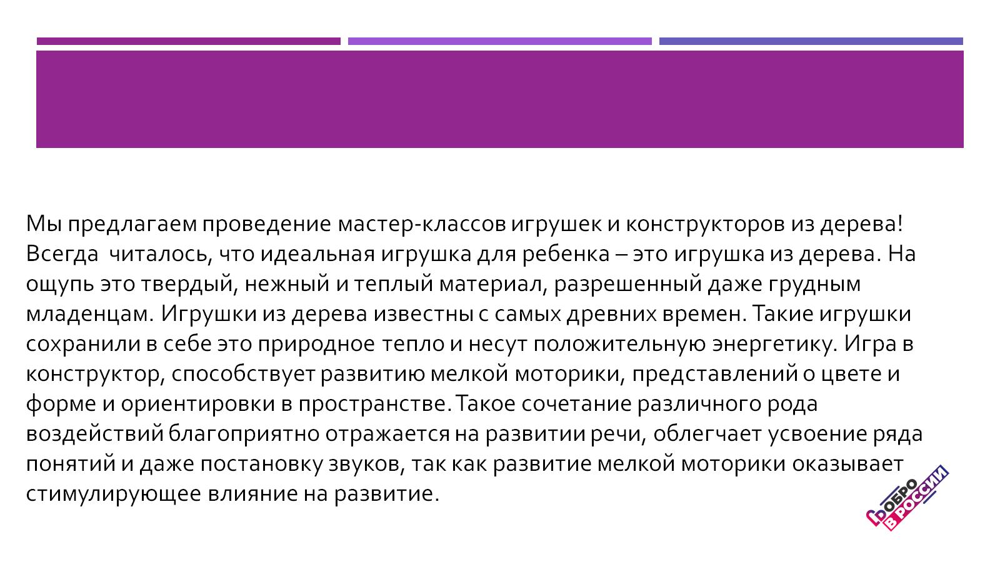 Мы предлагаем проведение мастер-классов игрушек и конструкторов из дерева!
Всегда  читалось, что идеальная игрушка для ребенка – это игрушка из дерева. На
ощупь это твердый, нежный и теплый материал, разрешенный даже грудным
младенцам. Игрушки из дерева известны с самых древних времен. Такие игрушки
сохранили в себе это природное тепло и несут положительную энергетику. Игра в
конструктор, способствует развитию мелкой моторики, представлений о цвете и
форме и ориентировки в пространстве. Такое сочетание различного рода
воздействий благоприятно отражается на развитии речи, облегчает усвоение ряда
понятий и даже постановку звуков, так как развитие мелкой моторики оказывает
стимулирующее влияние на развитие.
ДОБРО
В РОССИИ